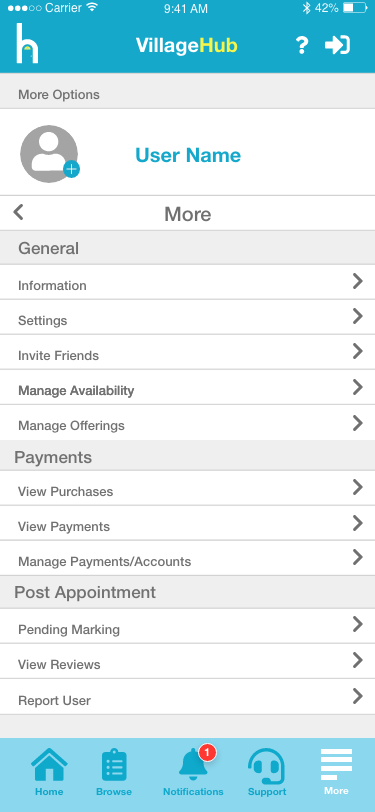 Carrier 9:41 AM 42%
h VillageHub ?
More Options
User Name
More
General
Information
Settings
Invite Friends
Manage Availability
Manage Offerings
Payments
View Purchases
View Payments
Manage Payments/Accounts
Post Appointment
Pending Marking
View Reviews
Report User
1
Home Browse Notifications Support More